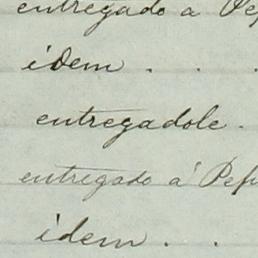 entregado a Pep
idem . . .
entregadole .
entregado á Pep
idem . .